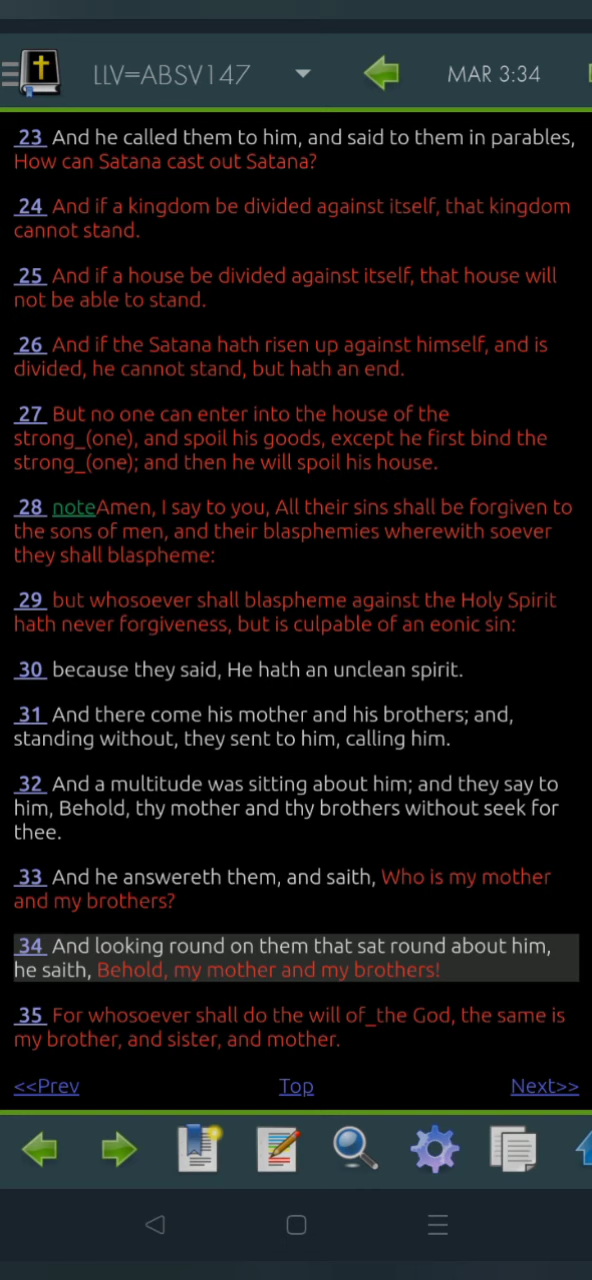 LLV=ABSV147
MAR 3:34
23 And he called them to him, and said to them in parables,
How can Satana cast out Satana?
24 And if a kingdom be divided against itself, that kingdom
cannot stand.
25 And if a house be divided against itself, that house will
not be able to stand.
26 And if the Satana hath risen up against himself, and is
divided, he cannot stand, but hath an end.
27 But no one can enter into the house of the
strong_(one), and spoil his goods, except he first bind the
strong_(one); and then he will spoil his house.
28 noteAmen, I say to you, All their sins shall be forgiven to
the sons of men, and their blasphemies wherewith soever
they shall blaspheme:
29 but whosoever shall blaspheme against the Holy Spirit
hath never forgiveness, but is culpable of an eonic sin:
30 because they said, He hath an unclean spirit.
31 And there come his mother and his brothers; and,
standing without, they sent to him, calling him.
32 And a multitude was sitting about him; and they say to
him, Behold, thy mother and thy brothers without seek for
thee.
33 And he answereth them, and saith, Who is my mother
and my brothers?
34 And looking round on them that sat round about him,
he saith, Behold, my mother and my brothers!
35 For whosoever shall do the will of_the God, the same is
my brother, and sister, and mother.
<<Prev Top Next>>